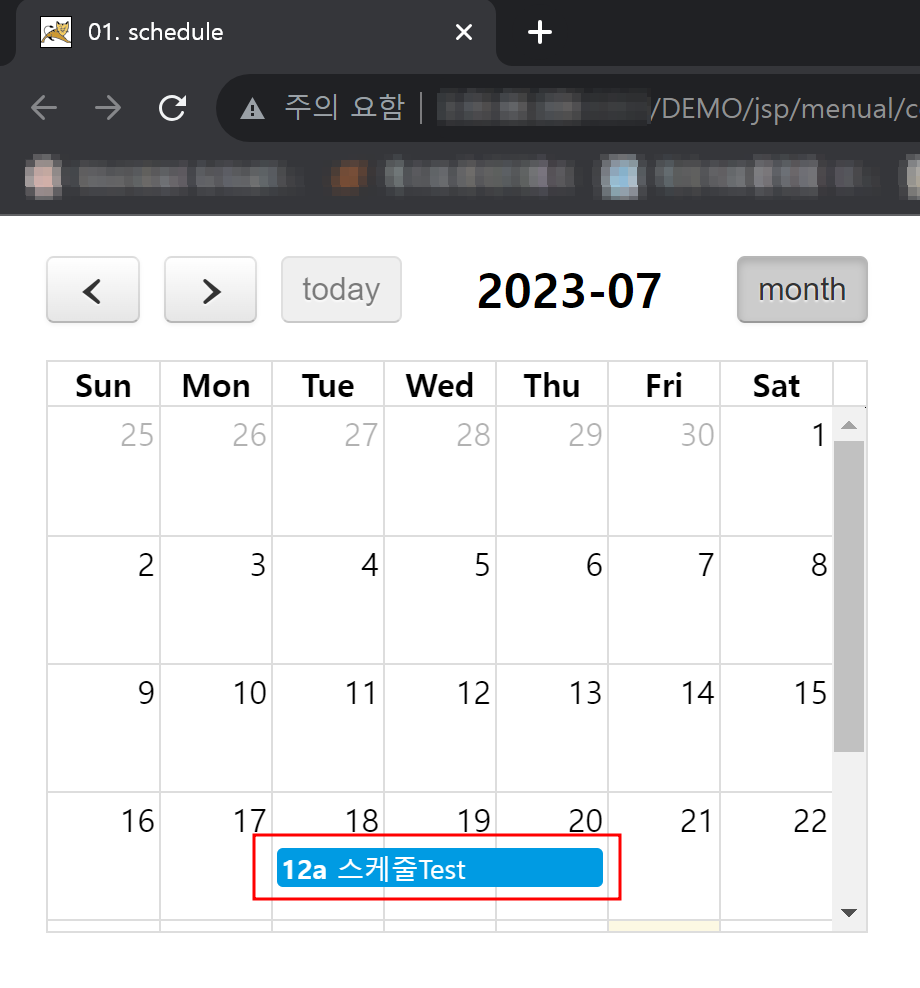 01. schedule
주의 요함 /DEMO/jsp/menual/c
today 2023-07 month
Sun Mon Tue Wed Thu Fri Sat
25 26 27 28 29 30 1
2 3 4 5 6 7 8
9 10 11 12 13 14 15
16 17 18 19 20 21 22
12a 스케줄Test